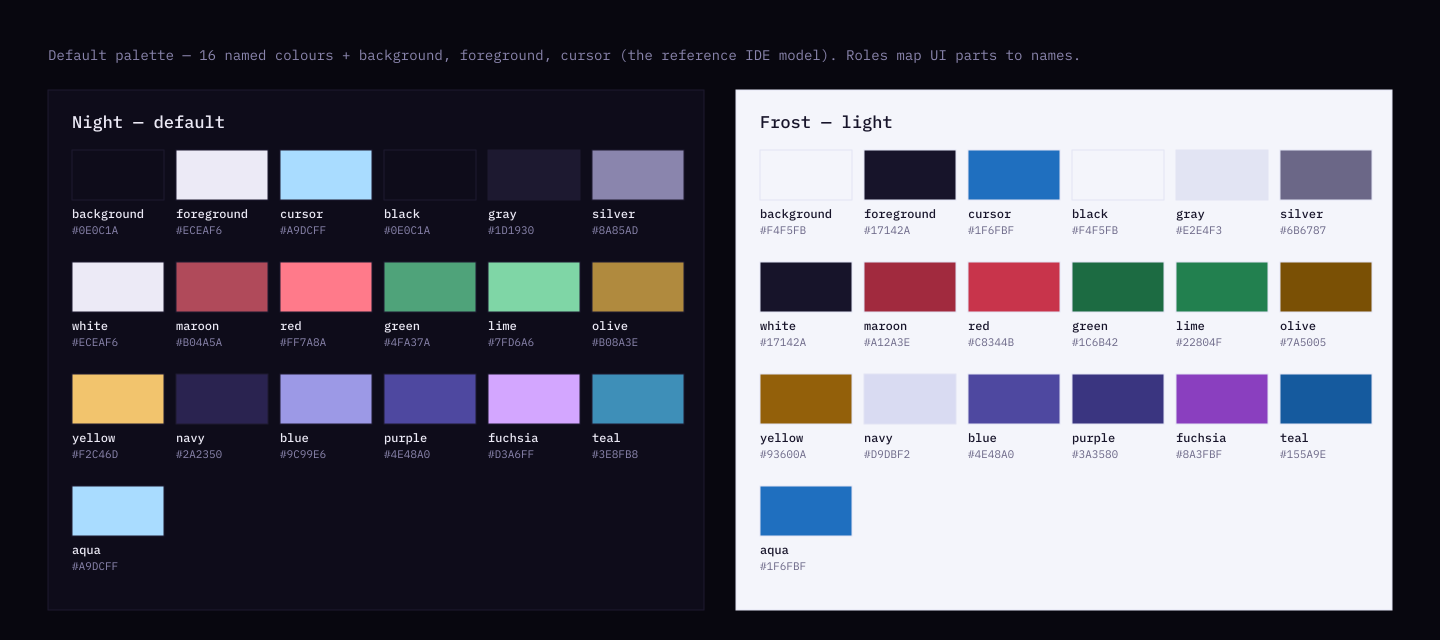 Default palette — 16 named colours + background, foreground, cursor (the reference IDE model). Roles map UI parts to names.
Night — default
background foreground cursor black gray silver
#0E0C1A #ECEAF6 #A9DCFF #0E0C1A #1D1930 #8A85AD
white maroon red green lime olive
#ECEAF6 #B04A5A #FF7A8A #4FA37A #7FD6A6 #B08A3E
yellow navy blue purple fuchsia teal
#F2C46D #2A2350 #9C99E6 #4E48A0 #D3A6FF #3E8FB8
aqua
#A9DCFF
Frost — light
background foreground cursor black gray silver
#F4F5FB #17142A #1F6FBF #F4F5FB #E2E4F3 #6B6787
white maroon red green lime olive
#17142A #A12A3E #C8344B #1C6B42 #22804F #7A5005
yellow navy blue purple fuchsia teal
#93600A #D9DBF2 #4E48A0 #3A3580 #8A3FBF #155A9E
aqua
#1F6FBF